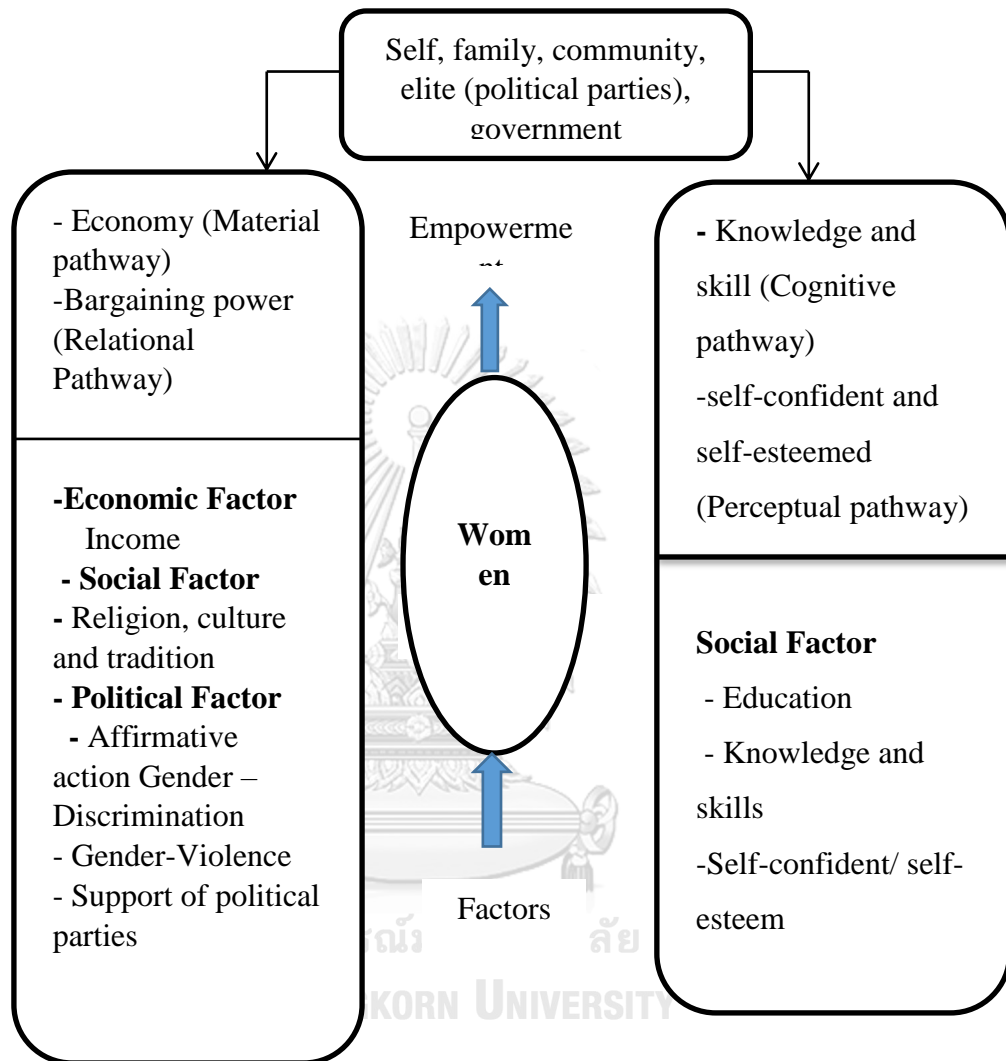 Self, family, community,
elite (political parties),
government
- Economy (Material
pathway)
-Bargaining power
(Relational
Pathway)
-Economic Factor
Income
- Social Factor
- Religion, culture
and tradition
- Political Factor
- Affirmative
action Gender –
Discrimination
- Gender-Violence
- Support of political
parties
Empowerme
nt
Wom
en
Factors
- Knowledge and
skill (Cognitive
pathway)
-self-confident and
self-esteemed
(Perceptual pathway)
Social Factor
- Education
- Knowledge and
skills
-Self-confident/ self-
esteem
ลัย
KORN UNIVERSITY